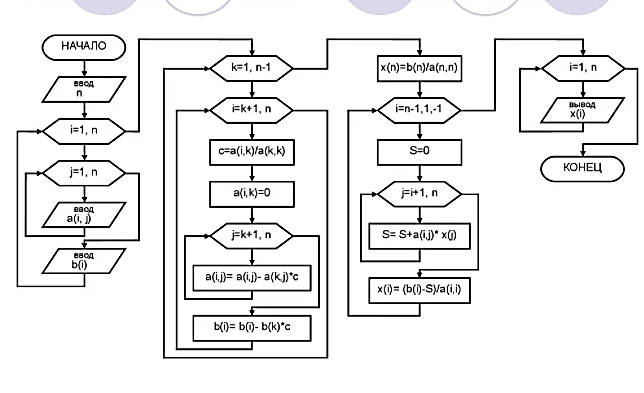 НАЧАЛО
ввод
n
i=1, n
j=1, n
ввод
a(i, j)
ввод
b(i)
k=1, n-1
i=k+1, n
c=a(i,k)/a(k,k)
a(i,k)=0
j=k+1, n
a(i,j)= a(i,j)- a(k,j)*c
b(i)= b(i)- b(k)*c
x(n)=b(n)/a(n,n)
i=n-1,1,-1
S=0
j=i+1, n
S= S+a(i,j)* x(j)
x(i)= (b(i)-S)/a(i,i)
i=1, n
вывод
x(i)
КОНЕЦ